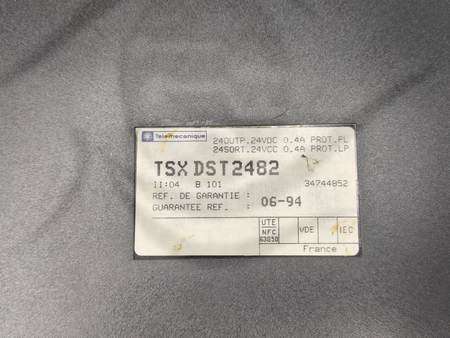 Telemecanique
24OUTP.24VDC 0.4A PROT.PL
24SORT.24VCC 0.4A PROT.LP
TSX DST2482
11:04 B 101 34744852
REF. DE GARANTIE :
GUARANTEE REF. : 06-94
UTE
NFC VDE IEC
63850
France